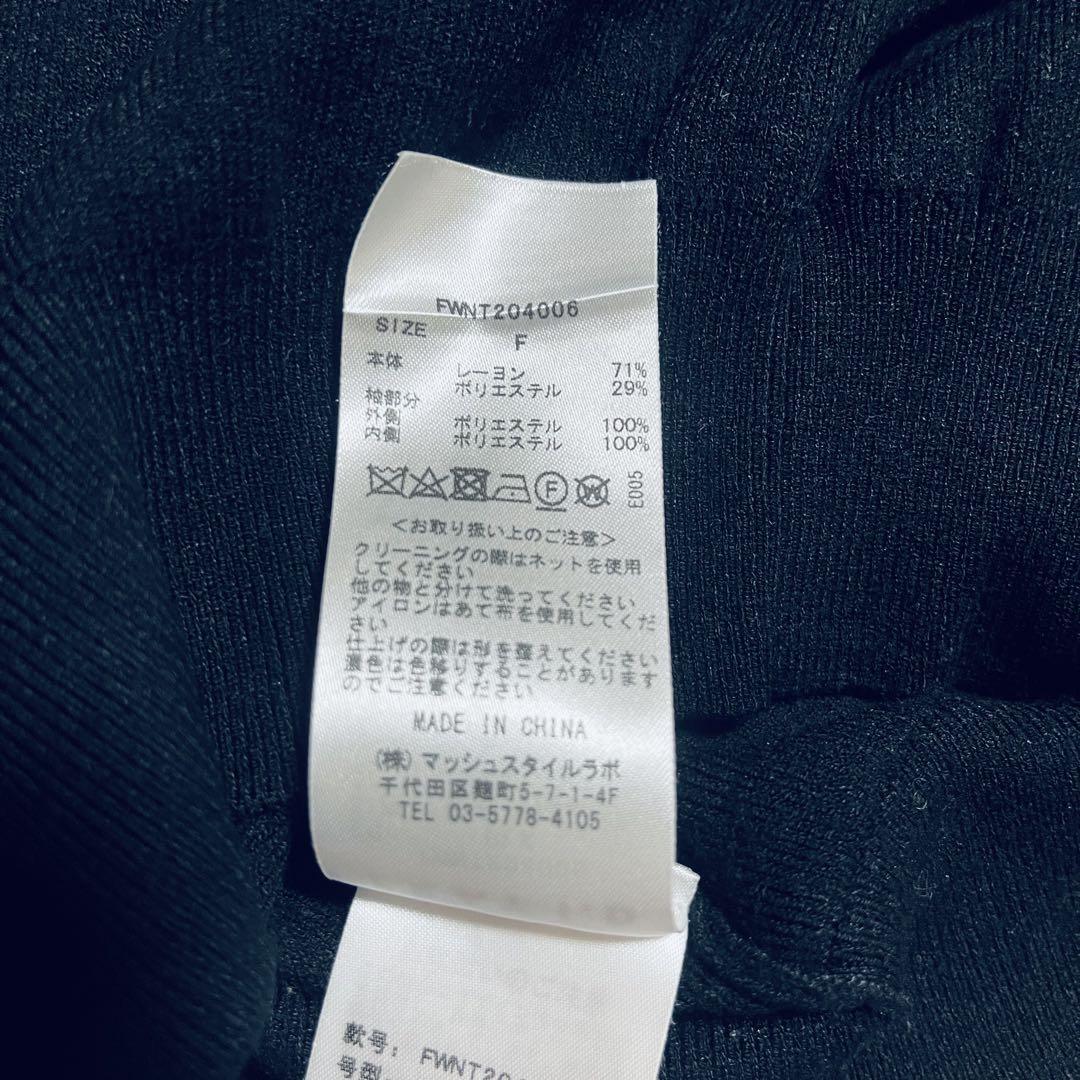 FWNT204006
SIZE F
本体 レーヨン 71%
ポリエステル 29%
袖部分
外側 ポリエステル 100%
内側 ポリエステル 100%
E005
<お取り扱い上のご注意>
クリーニングの際はネットを使用
してください
他の物と分けて洗ってください
アイロンはあて布を使用してくだ
さい
仕上げの際は形を整えてください
濃色は色移りすることがあります
のでご注意ください
MADE IN CHINA
(株)マッシュスタイルラボ
千代田区麹町5-7-1-4F
TEL 03-5778-4105
款号: FWNT20
号型